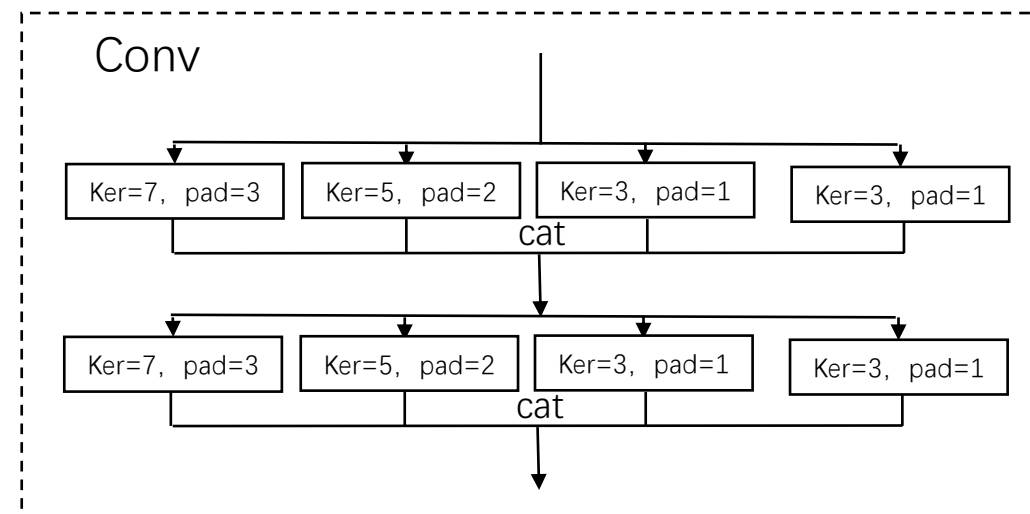 Conv
Ker=7, pad=3
Ker=5, pad=2
Ker=3, pad=1
Ker=3, pad=1
cat
Ker=7, pad=3
Ker=5, pad=2
Ker=3, pad=1
Ker=3, pad=1
cat